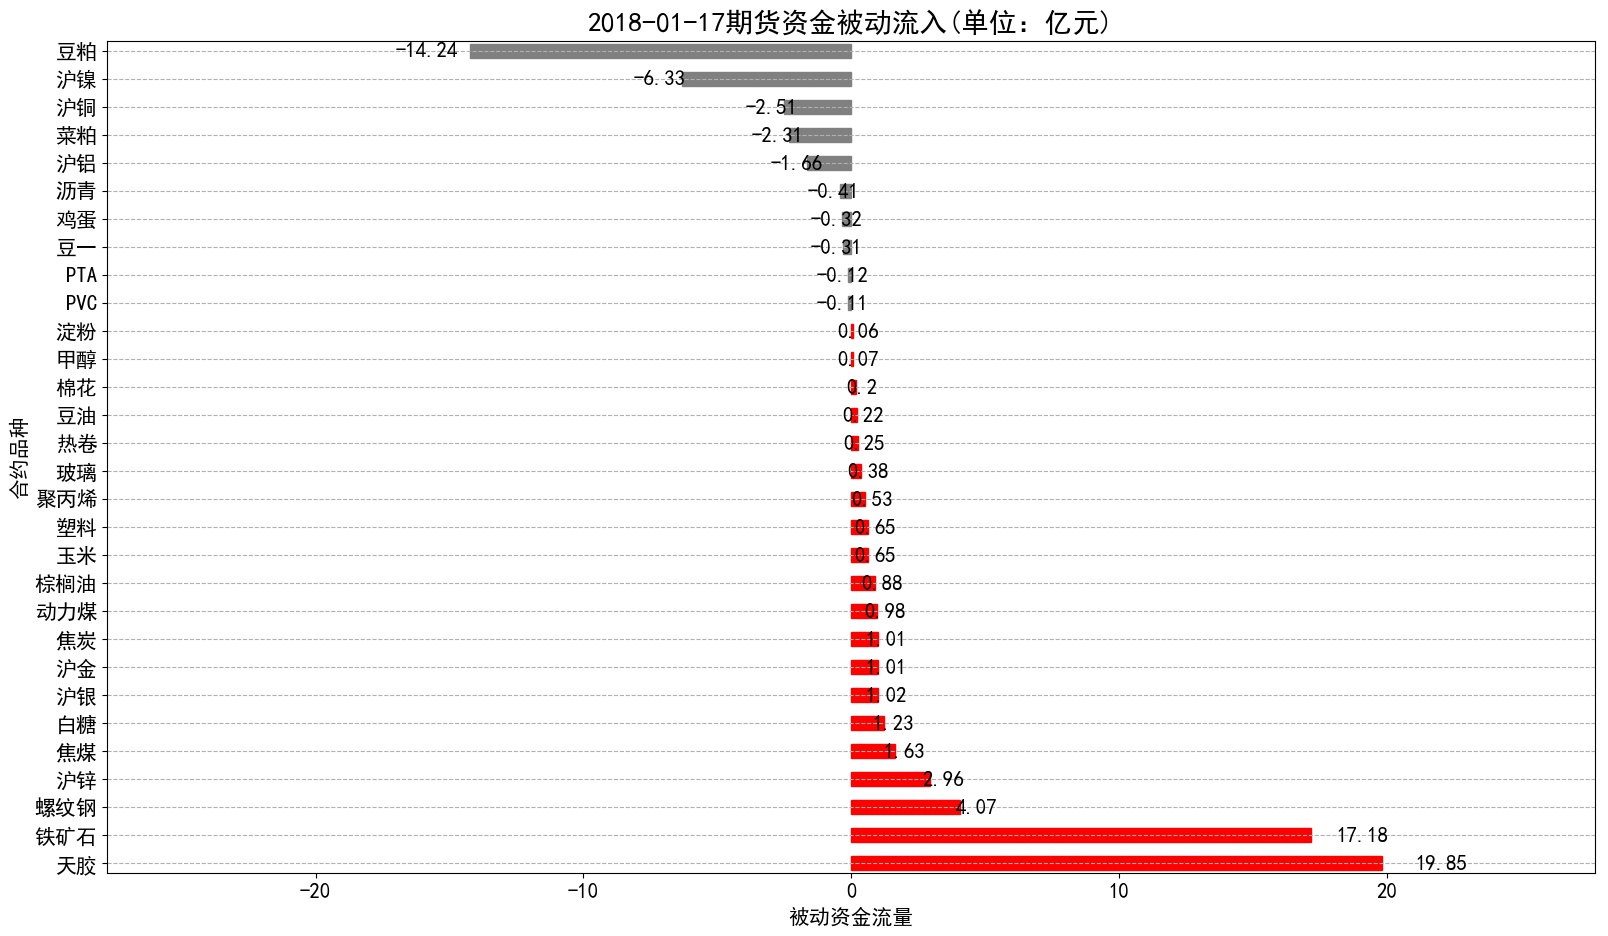 2018-01-17期货资金被动流入(单位：亿元)
豆粕 -14.24
沪镍 -6.33
沪铜 -2.51
菜粕 -2.31
沪铝 -1.66
沥青 -0.41
鸡蛋 -0.32
豆一 -0.31
PTA -0.12
PVC -0.11
淀粉 0.06
甲醇 0.07
棉花 0.2
豆油 0.22
热卷 0.25
玻璃 0.38
聚丙烯 0.53
塑料 0.65
玉米 0.65
棕榈油 0.88
动力煤 0.98
焦炭 1.01
沪金 1.01
沪银 1.02
白糖 1.23
焦煤 1.63
沪锌 2.96
螺纹钢 4.07
铁矿石 17.18
天胶 19.85
合约品种
-20 -10 0 10 20
被动资金流量